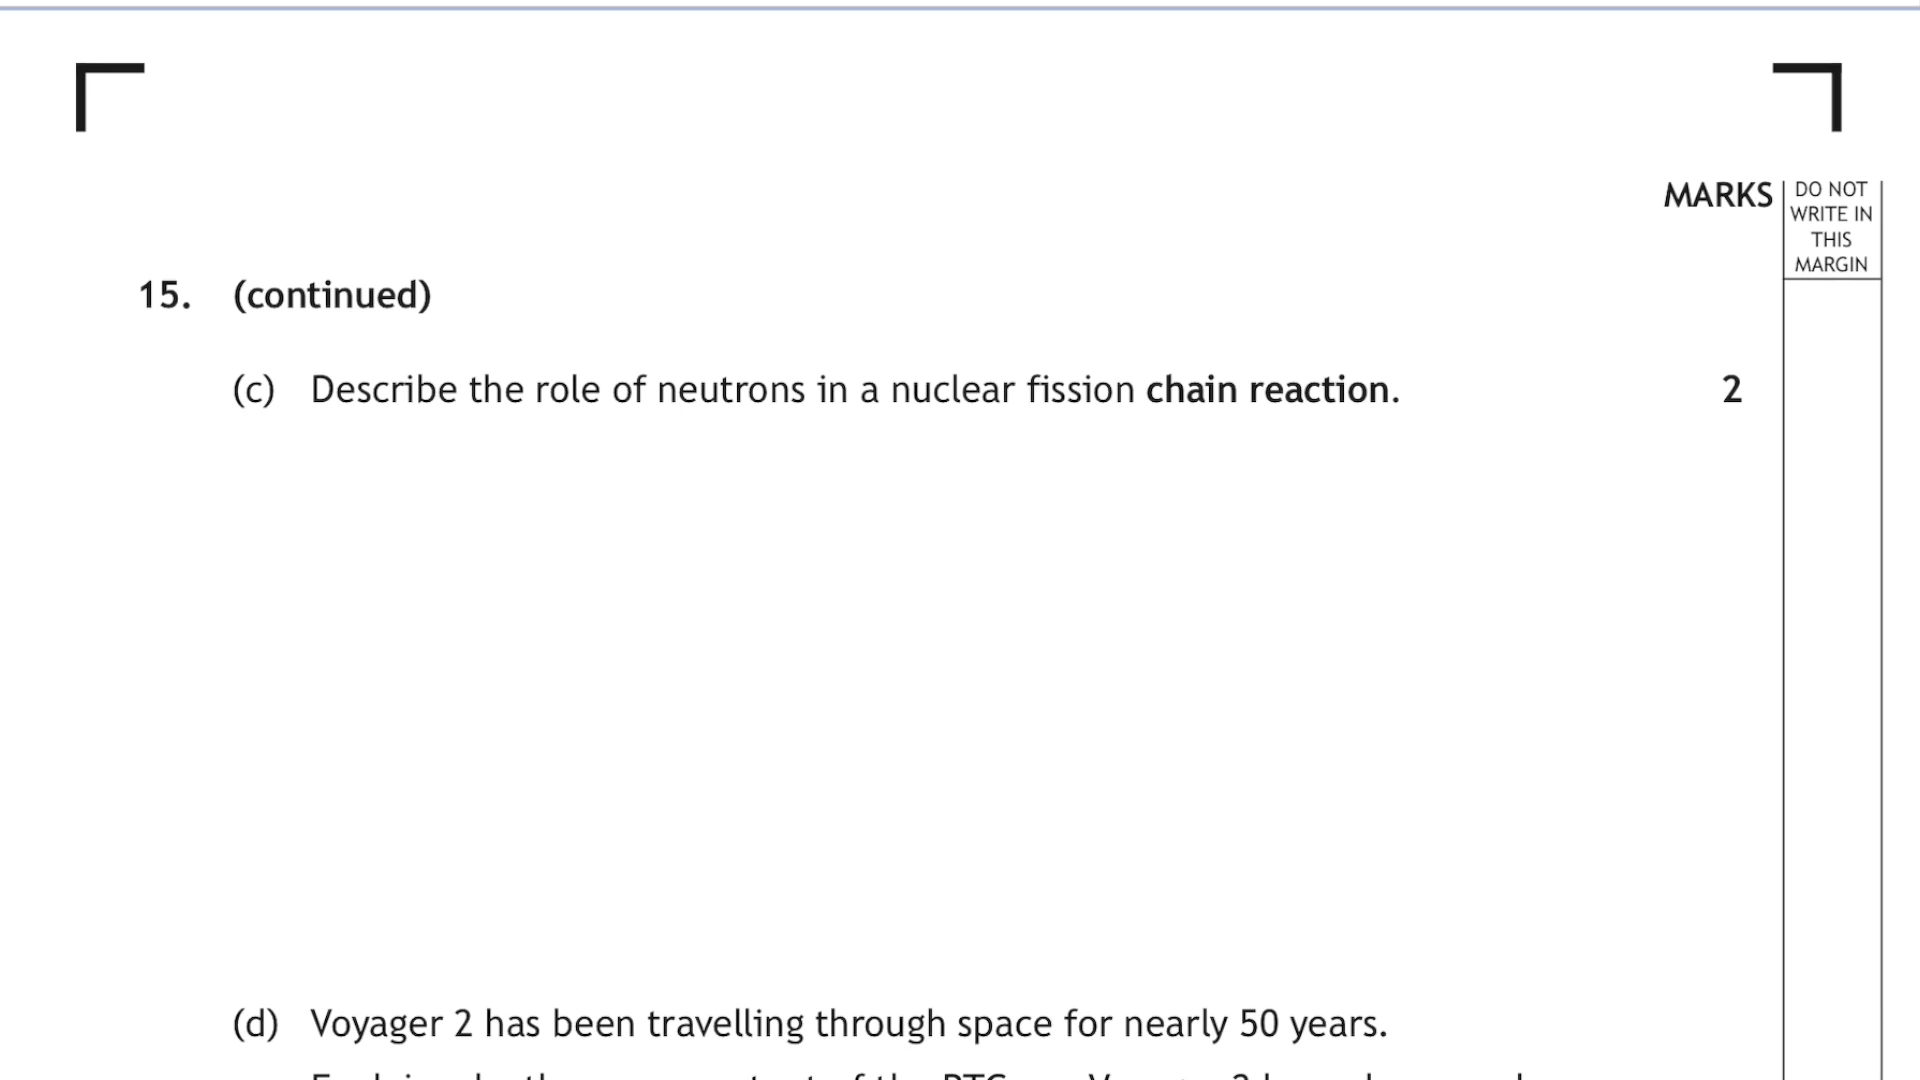 MARKS
DO NOT
WRITE IN
THIS
MARGIN
15. (continued)
(c) Describe the role of neutrons in a nuclear fission chain reaction. 2
(d) Voyager 2 has been travelling through space for nearly 50 years.